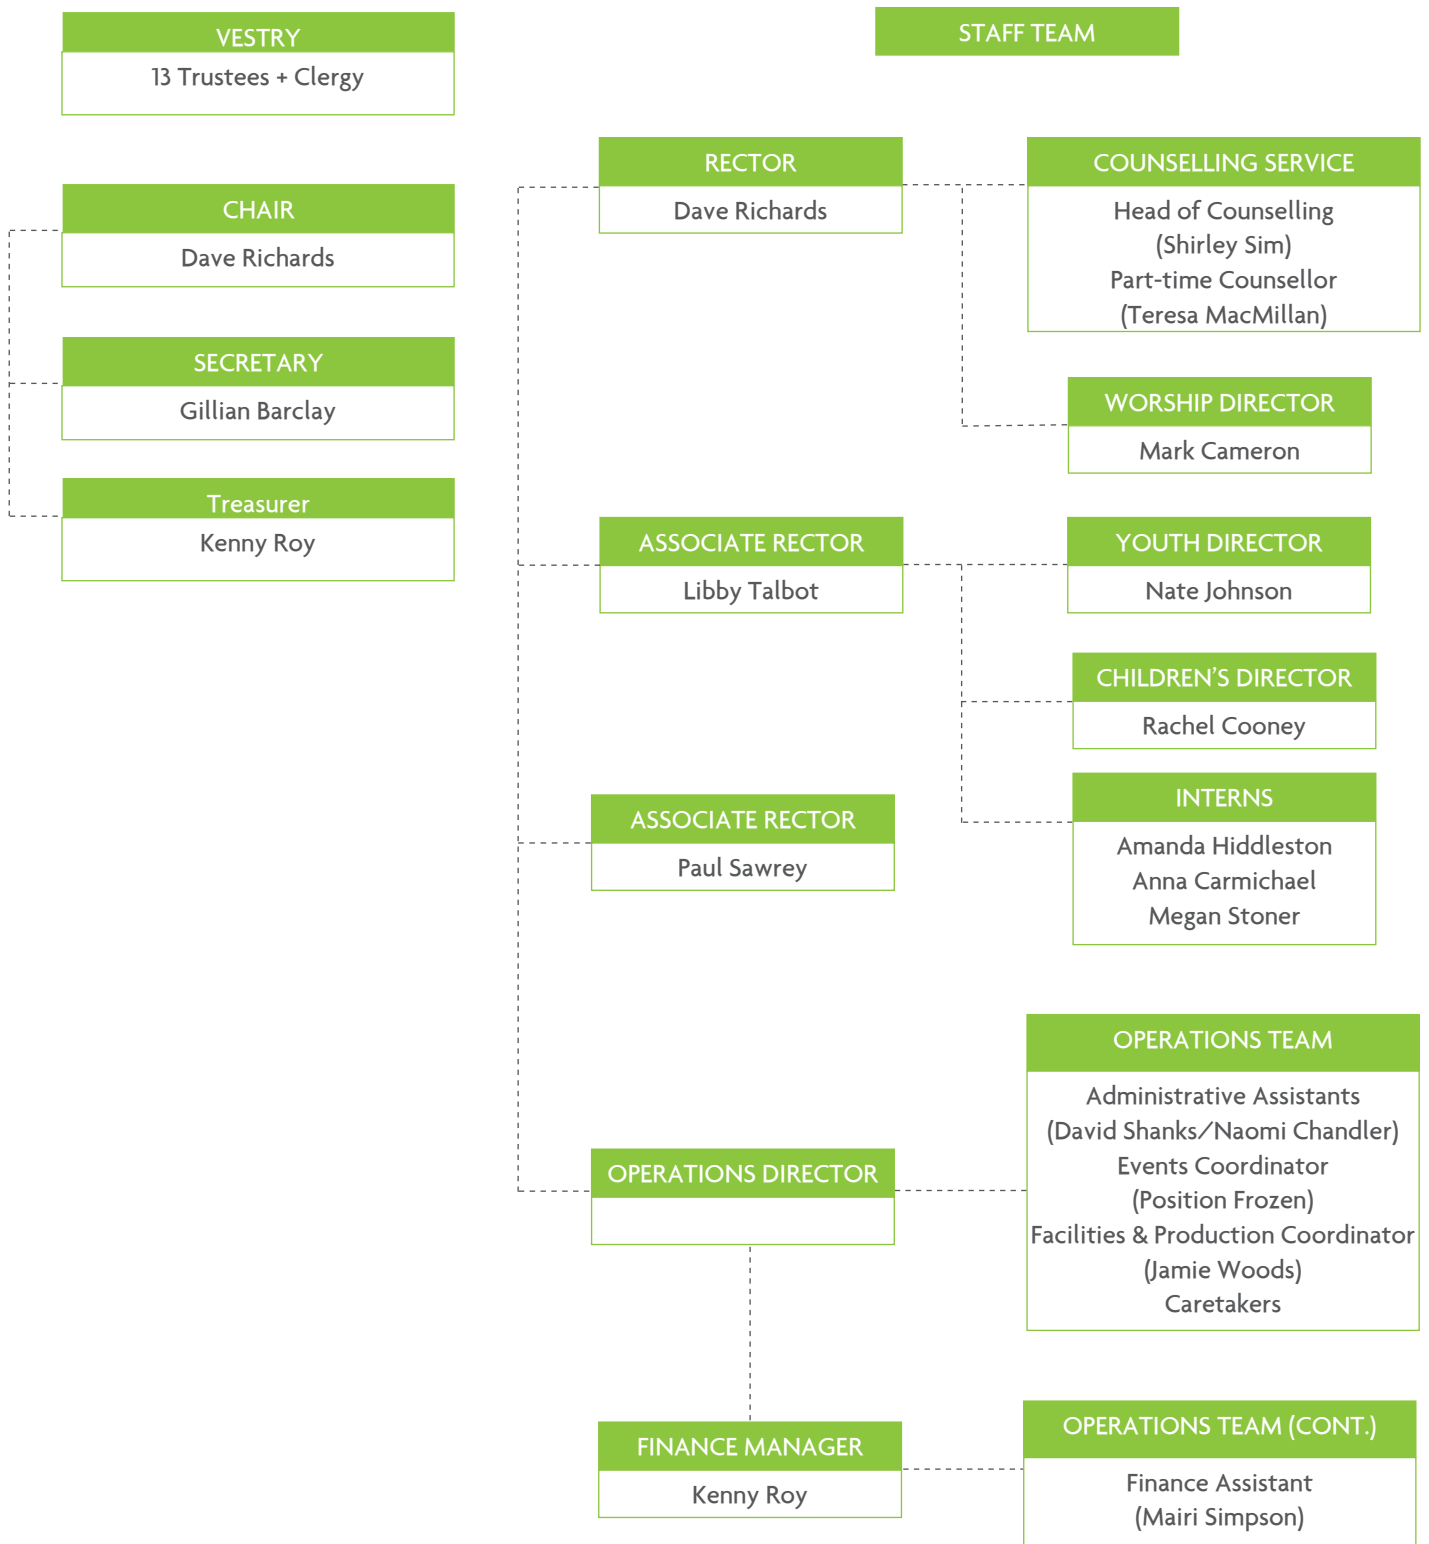 VESTRY
13 Trustees + Clergy
CHAIR
Dave Richards
SECRETARY
Gillian Barclay
Treasurer
Kenny Roy
STAFF TEAM
RECTOR
Dave Richards
COUNSELLING SERVICE
Head of Counselling
(Shirley Sim)
Part-time Counsellor
(Teresa MacMillan)
WORSHIP DIRECTOR
Mark Cameron
ASSOCIATE RECTOR
Libby Talbot
YOUTH DIRECTOR
Nate Johnson
CHILDREN’S DIRECTOR
Rachel Cooney
INTERNS
Amanda Hiddleston
Anna Carmichael
Megan Stoner
ASSOCIATE RECTOR
Paul Sawrey
OPERATIONS DIRECTOR
OPERATIONS TEAM
Administrative Assistants
(David Shanks/Naomi Chandler)
Events Coordinator
(Position Frozen)
Facilities & Production Coordinator
(Jamie Woods)
Caretakers
FINANCE MANAGER
Kenny Roy
OPERATIONS TEAM (CONT.)
Finance Assistant
(Mairi Simpson)